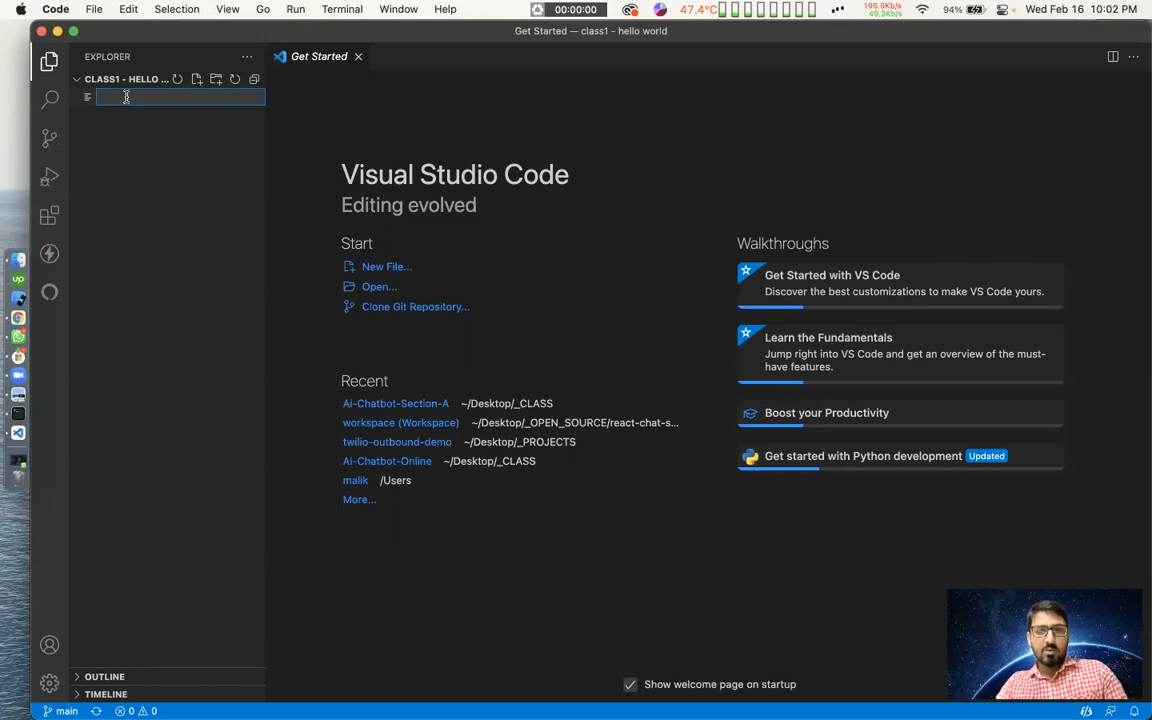 Code File Edit Selection View Go Run Terminal Window Help 00:00:00 47.4°C 195.9Kb/s 49.2Kb/s 94% Wed Feb 16 10:02 PM
Get Started — class1 - hello world
EXPLORER
Get Started
CLASS1 - HELLO ...
Visual Studio Code
Editing evolved
Start
New File...
Open...
Clone Git Repository...
Recent
Ai-Chatbot-Section-A ~/Desktop/_CLASS
workspace (Workspace) ~/Desktop/_OPEN_SOURCE/react-chat-s...
twilio-outbound-demo ~/Desktop/_PROJECTS
Ai-Chatbot-Online ~/Desktop/_CLASS
malik /Users
More...
Walkthroughs
Get Started with VS Code
Discover the best customizations to make VS Code yours.
Learn the Fundamentals
Jump right into VS Code and get an overview of the must-
have features.
Boost your Productivity
Get started with Python development Updated
Show welcome page on startup
OUTLINE
TIMELINE
main 0 0
up